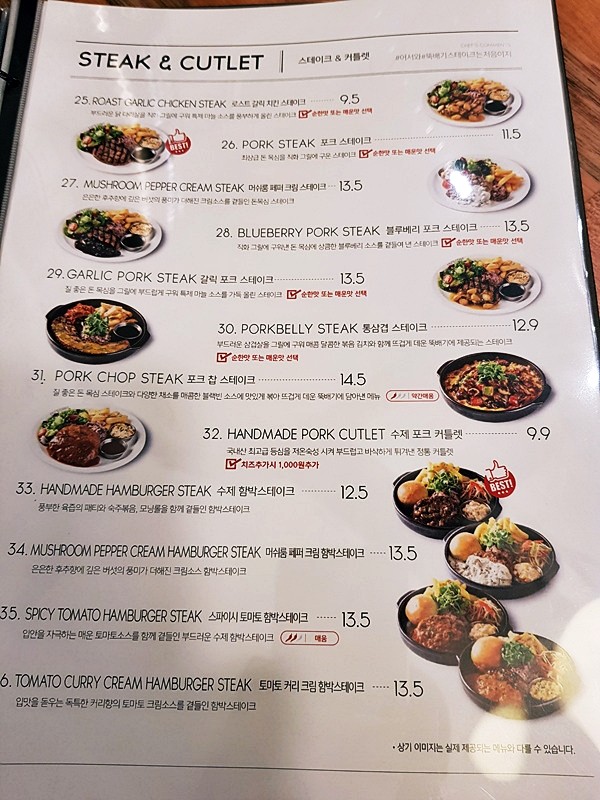 STEAK & CUTLET 스테이크 & 커틀렛 #어서와#뚝배기스테이크는처음이지
25. ROAST GARLIC CHICKEN STEAK 로스트 갈릭 치킨 스테이크 ········ 9.5
부드러운 닭 다리살을 직화 그릴에 구워 특제 마늘 소스를 풍부하게 올린 스테이크 순한맛 또는 매운맛 선택
BEST!
26. PORK STEAK 포크 스테이크 ········ 11.5
최상급 돈 목심을 직화 그릴에 구운 스테이크 순한맛 또는 매운맛 선택
27. MUSHROOM PEPPER CREAM STEAK 머쉬룸 페퍼 크림 스테이크 ··· 13.5
은은한 후추향에 깊은 버섯의 풍미가 더해진 크림소스를 곁들인 돈목심 스테이크
28. BLUEBERRY PORK STEAK 블루베리 포크 스테이크 ········ 13.5
직화 그릴에 구워낸 돈 목심에 상큼한 블루베리 소스를 곁들여 낸 스테이크 순한맛 또는 매운맛 선택
29. GARLIC PORK STEAK 갈릭 포크 스테이크 ········ 13.5
질 좋은 돈 목심을 그릴에 부드럽게 구워 특제 마늘 소스를 가득 올린 스테이크 순한맛 또는 매운맛 선택
30. PORKBELLY STEAK 통삼겹 스테이크 ········ 12.9
부드러운 삼겹살을 그릴에 구워 매콤 달콤한 볶음 김치와 함께 뜨겁게 데운 뚝배기에 제공되는 스테이크
순한맛 또는 매운맛 선택
31. PORK CHOP STEAK 포크 찹 스테이크 ········ 14.5
질 좋은 돈 목심 스테이크와 다양한 채소를 매콤한 블랙빈 소스에 맛있게 볶아 뜨겁게 데운 뚝배기에 담아낸 메뉴 약간매움
32. HANDMADE PORK CUTLET 수제 포크 커틀렛 ········ 9.9
국내산 최고급 등심을 저온숙성 시켜 부드럽고 바삭하게 튀겨낸 정통 커틀렛
치즈추가시 1,000원추가
33. HANDMADE HAMBURGER STEAK 수제 함박스테이크 ········ 12.5
풍부한 육즙의 패티와 숙주볶음, 모닝롤을 함께 곁들인 함박스테이크
BEST!
34. MUSHROOM PEPPER CREAM HAMBURGER STEAK 머쉬룸 페퍼 크림 함박스테이크 ····· 13.5
은은한 후추향에 깊은 버섯의 풍미가 더해진 크림소스 함박스테이크
35. SPICY TOMATO HAMBURGER STEAK 스파이시 토마토 함박스테이크 ········ 13.5
입안을 자극하는 매운 토마토소스를 함께 곁들인 부드러운 수제 함박스테이크 매움
6. TOMATO CURRY CREAM HAMBURGER STEAK 토마토 커리 크림 함박스테이크 ····· 13.5
입맛을 돋우는 독특한 커리향의 토마토 크림소스를 곁들인 함박스테이크
• 상기 이미지는 실제 제공되는 메뉴와 다를 수 있습니다.